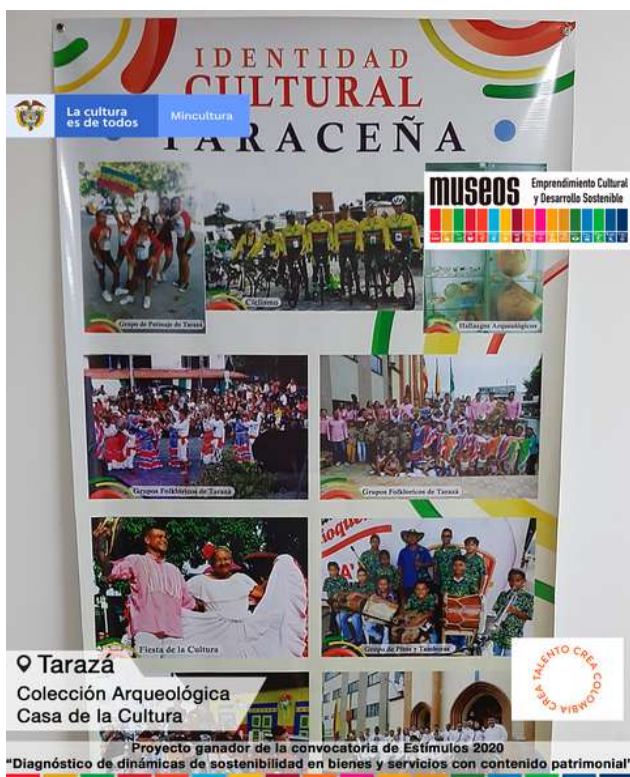 IDENTIDAD
CULTURAL
TARACEÑA
La cultura
es de todos
Mincultura
museos
Emprendimiento Cultural
y Desarrollo Sostenible
Grupo de Patinaje de Tarazá
Ciclismo
Hallazgos Arqueológicos
Grupos Folklóricos de Tarazá
Grupos Folklóricos de Tarazá
Fiesta de la Cultura
Grupo de Pitos y Tamboras
Tarazá
Colección Arqueológica
Casa de la Cultura
CREA TALENTO CREA COLOMBIA
Proyecto ganador de la convocatoria de Estímulos 2020
"Diagnóstico de dinámicas de sostenibilidad en bienes y servicios con contenido patrimonial"